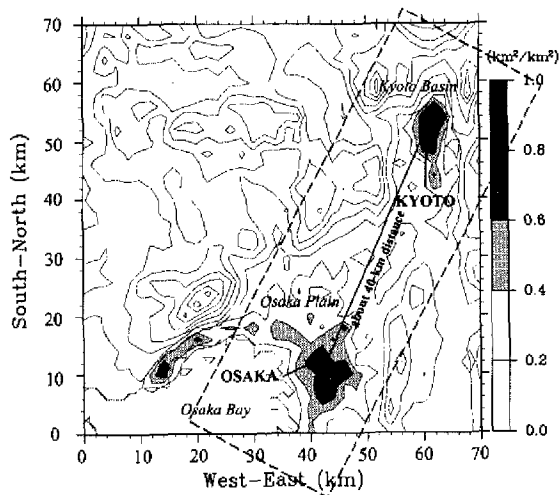 (km²/km²)
70
60
50
40
30
20
10
0
South-North (km)
Kyoto Basin
KYOTO
about 40-km distance
Osaka Plain
OSAKA
Osaka Bay
1.0
0.8
0.6
0.4
0.2
0.0
0 10 20 30 40 50 60 70
West-East (km)